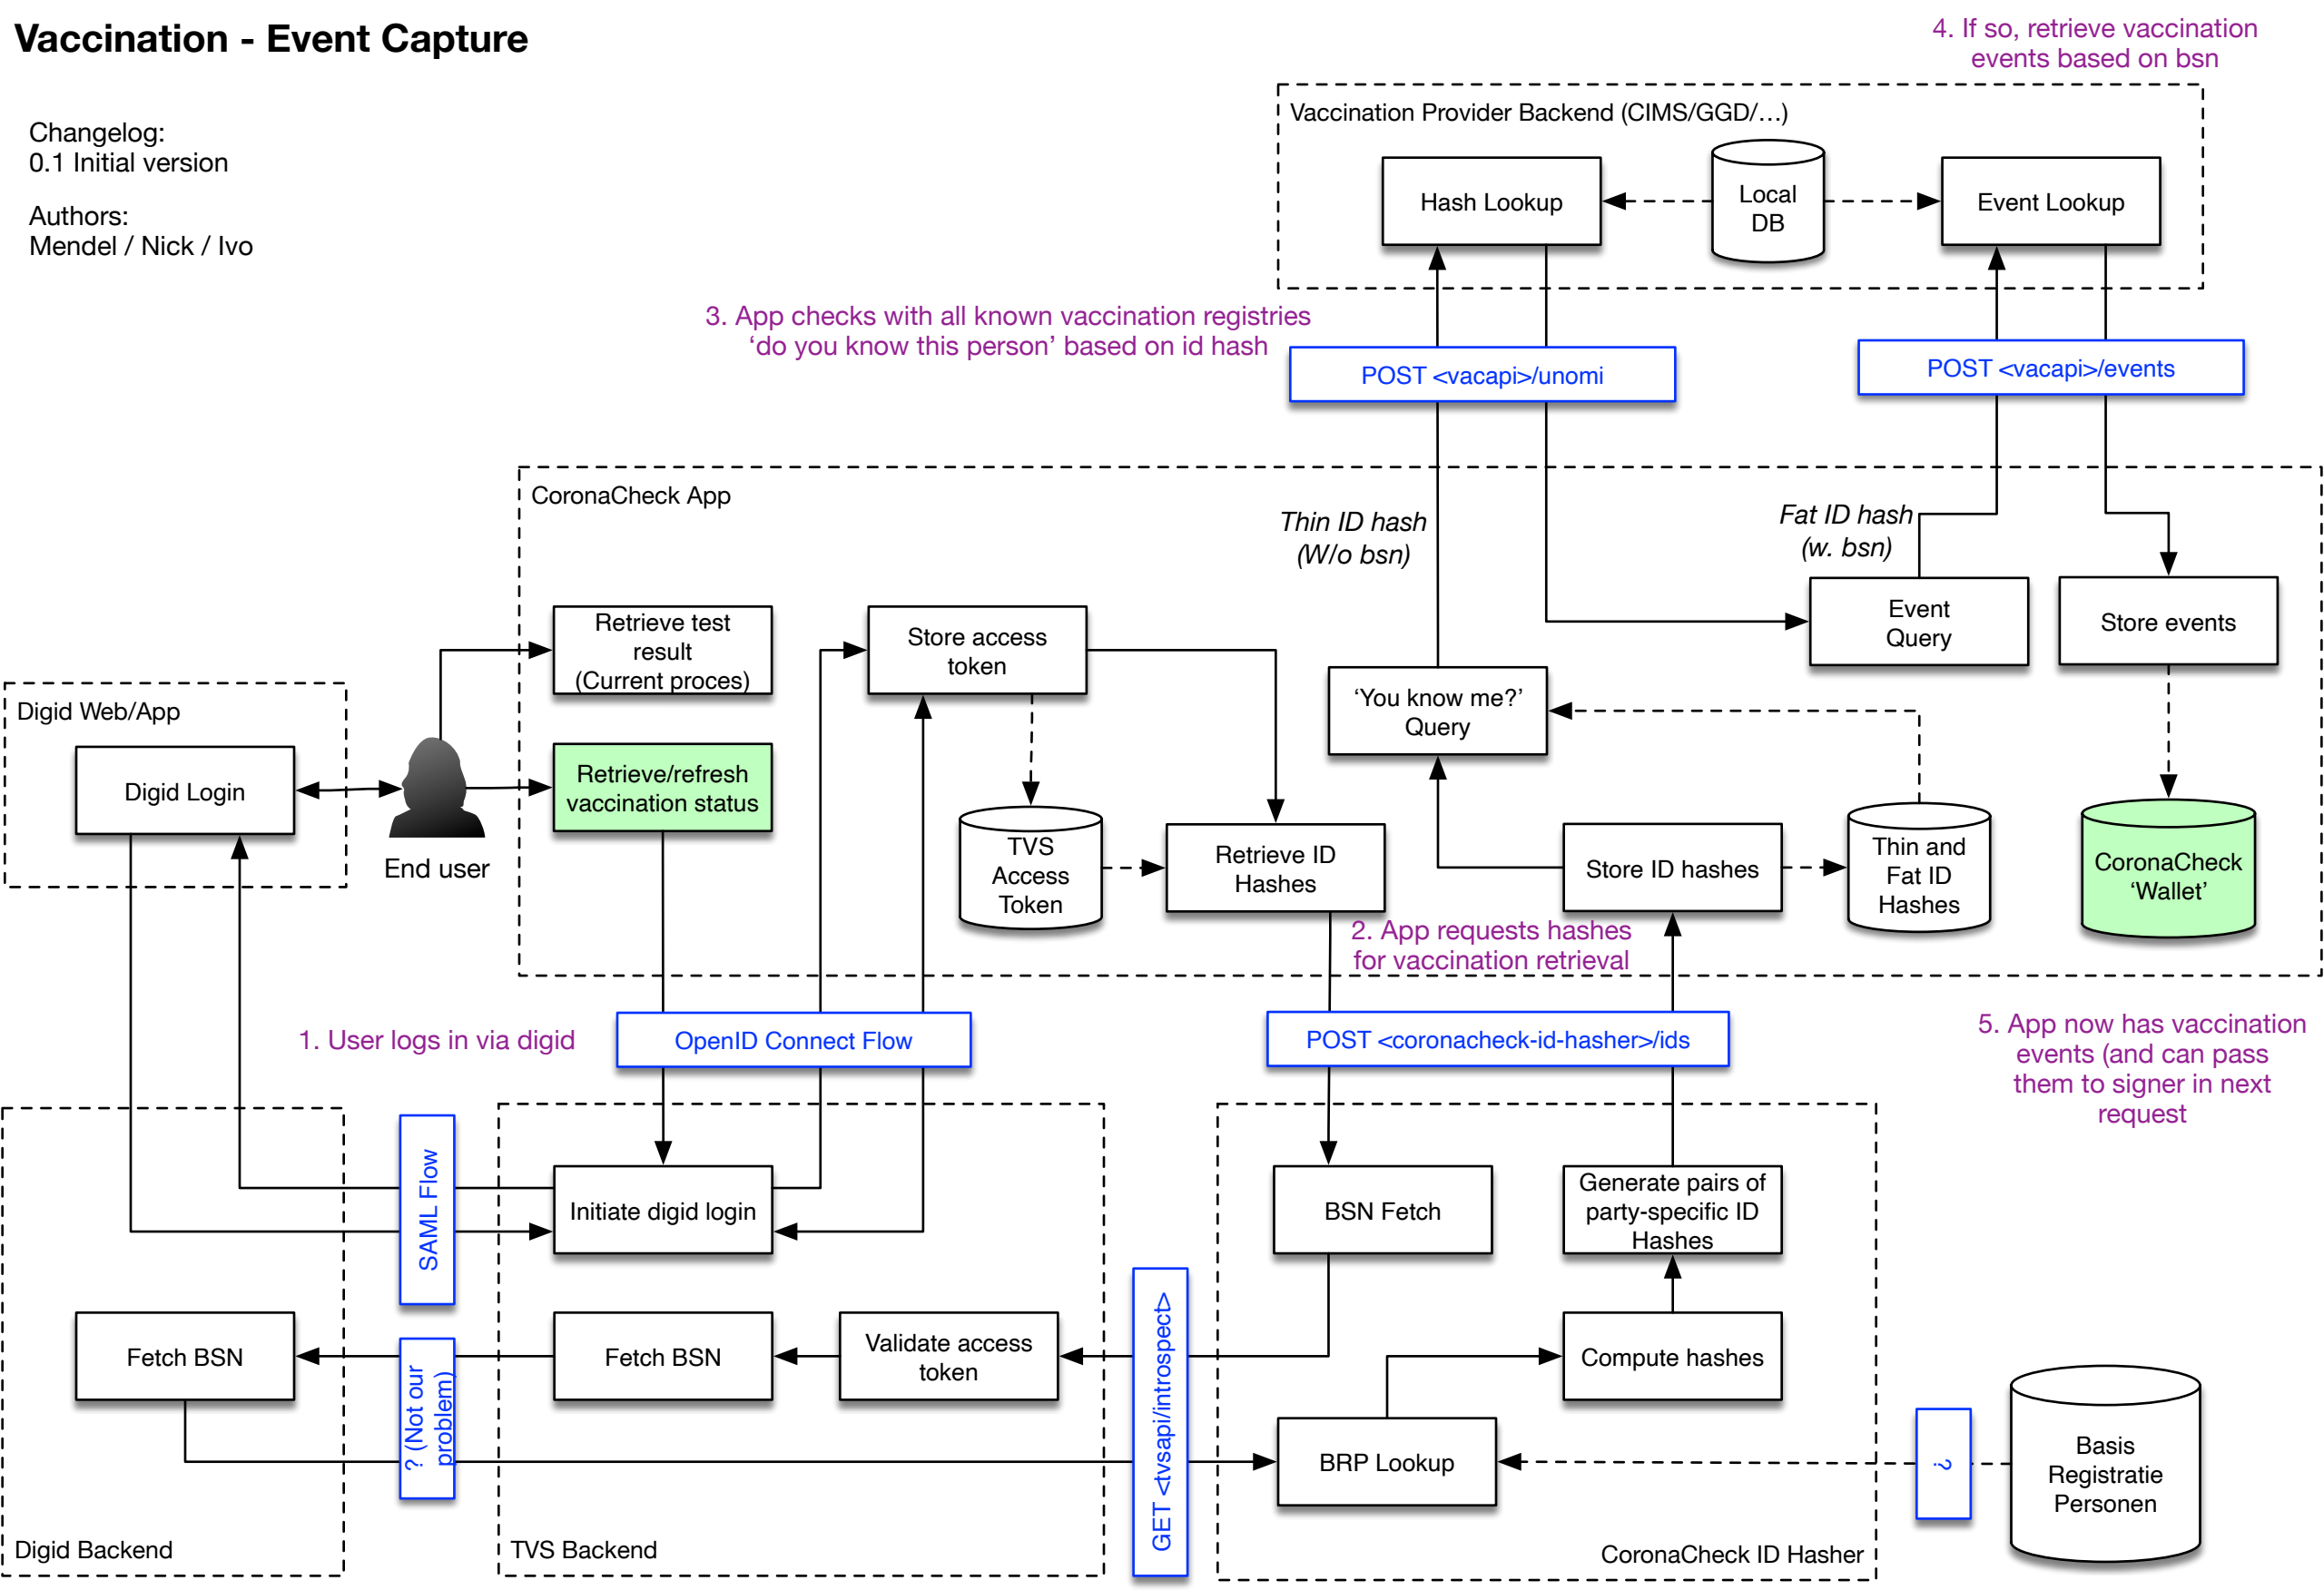 Vaccination - Event Capture
Changelog:
0.1 Initial version
Authors:
Mendel / Nick / Ivo
4. If so, retrieve vaccination
events based on bsn
Vaccination Provider Backend (CIMS/GGD/…)
Hash Lookup
Local
DB
Event Lookup
3. App checks with all known vaccination registries
‘do you know this person’ based on id hash
POST <vacapi>/unomi
POST <vacapi>/events
CoronaCheck App
Thin ID hash
(W/o bsn)
Fat ID hash
(w. bsn)
Retrieve test
result
(Current proces)
Store access
token
Event
Query
Store events
‘You know me?’
Query
Digid Web/App
Digid Login
End user
Retrieve/refresh
vaccination status
TVS
Access
Token
Retrieve ID
Hashes
Store ID hashes
Thin and
Fat ID
Hashes
CoronaCheck
‘Wallet’
2. App requests hashes
for vaccination retrieval
1. User logs in via digid
OpenID Connect Flow
POST <coronacheck-id-hasher>/ids
5. App now has vaccination
events (and can pass
them to signer in next
request
SAML Flow
Initiate digid login
BSN Fetch
Generate pairs of
party-specific ID
Hashes
Fetch BSN
? (Not our
problem)
Fetch BSN
Validate access
token
GET <tvsapi/introspect>
Compute hashes
BRP Lookup
?
Basis
Registratie
Personen
Digid Backend
TVS Backend
CoronaCheck ID Hasher